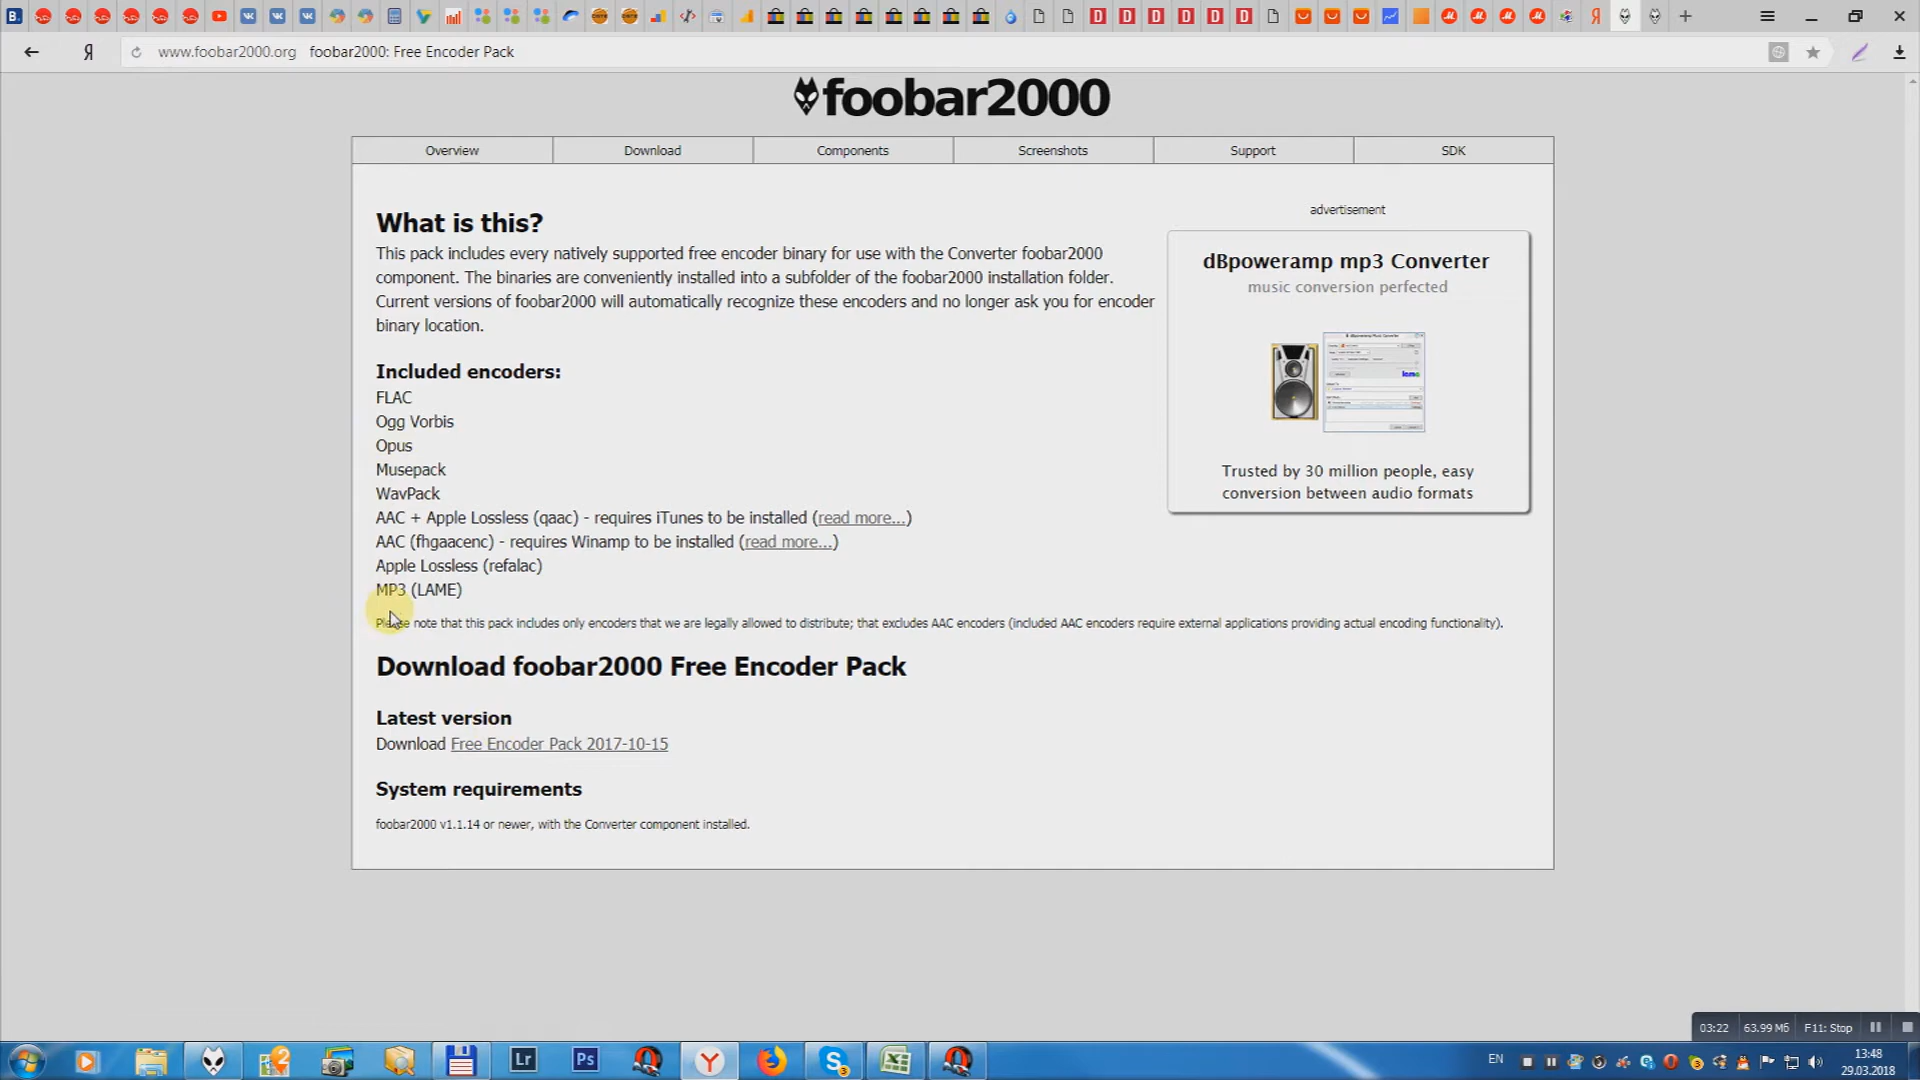 www.foobar2000.org foobar2000: Free Encoder Pack
foobar2000
Overview
Download
Components
Screenshots
Support
SDK
What is this?
This pack includes every natively supported free encoder binary for use with the Converter foobar2000
component. The binaries are conveniently installed into a subfolder of the foobar2000 installation folder.
Current versions of foobar2000 will automatically recognize these encoders and no longer ask you for encoder
binary location.
advertisement
dBpoweramp mp3 Converter
music conversion perfected
Trusted by 30 million people, easy
conversion between audio formats
Included encoders:
FLAC
Ogg Vorbis
Opus
Musepack
WavPack
AAC + Apple Lossless (qaac) - requires iTunes to be installed (read more...)
AAC (fhgaacenc) - requires Winamp to be installed (read more...)
Apple Lossless (refalac)
MP3 (LAME)
Please note that this pack includes only encoders that we are legally allowed to distribute; that excludes AAC encoders (included AAC encoders require external applications providing actual encoding functionality).
Download foobar2000 Free Encoder Pack
Latest version
Download Free Encoder Pack 2017-10-15
System requirements
foobar2000 v1.1.14 or newer, with the Converter component installed.
03:22 63.99 Мб F11: Stop
Lr
Ps
EN
13:48
29.03.2018